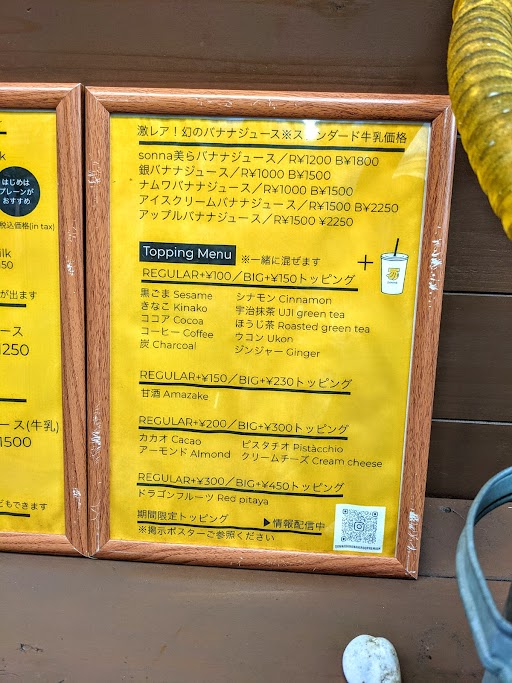 はじめは
プレーンが
おすすめ
税込価格(in tax)
が出ます
ース
1250
ース(牛乳)
1500
もできます
激レア！幻のバナナジュース※スタンダード牛乳価格
sonna美らバナナジュース／R¥1200 B¥1800
銀バナナジュース／R¥1000 B¥1500
ナムワバナナジュース／R¥1000 B¥1500
アイスクリームバナナジュース／R¥1500 B¥2250
アップルバナナジュース／R¥1500 ¥2250
Topping Menu ※一緒に混ぜます
REGULAR+¥100／BIG+¥150トッピング
黒ごま Sesame シナモン Cinnamon
きなこ Kinako 宇治抹茶 UJI green tea
ココア Cocoa ほうじ茶 Roasted green tea
コーヒー Coffee ウコン Ukon
炭 Charcoal ジンジャー Ginger
REGULAR+¥150／BIG+¥230トッピング
甘酒 Amazake
REGULAR+¥200／BIG+¥300トッピング
カカオ Cacao ピスタチオ Pistàcchio
アーモンド Almond クリームチーズ Cream cheese
REGULAR+¥300／BIG+¥450トッピング
ドラゴンフルーツ Red pitaya
期間限定トッピング ▶情報配信中
※掲示ポスターご参照ください